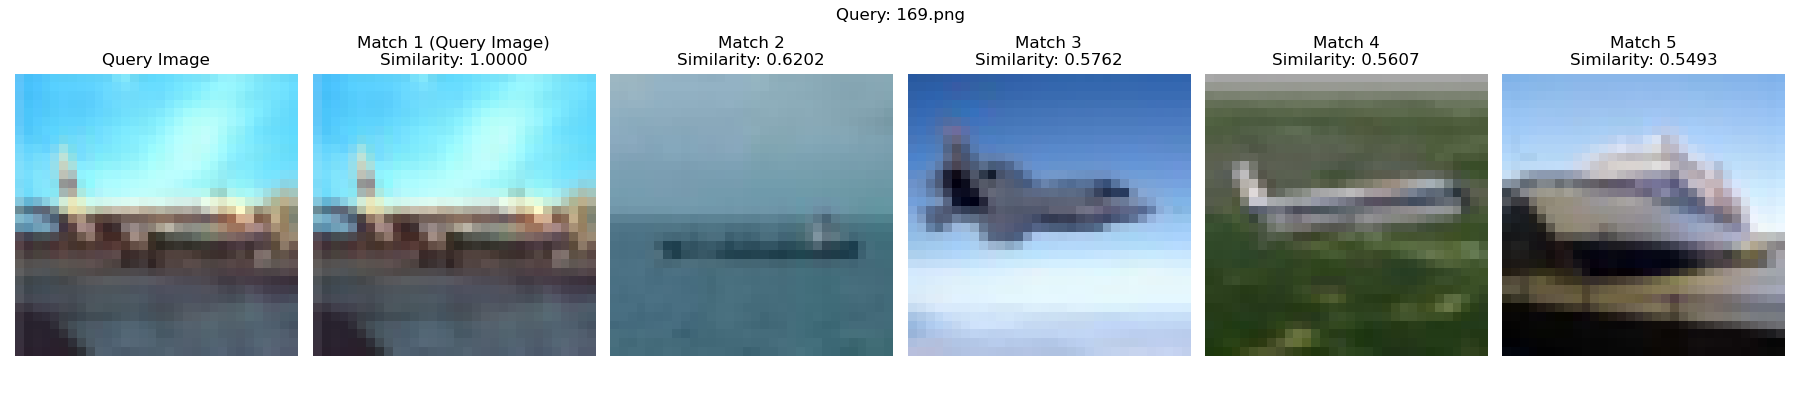 Query: 169.png
Query Image
Match 1 (Query Image)
Similarity: 1.0000
Match 2
Similarity: 0.6202
Match 3
Similarity: 0.5762
Match 4
Similarity: 0.5607
Match 5
Similarity: 0.5493